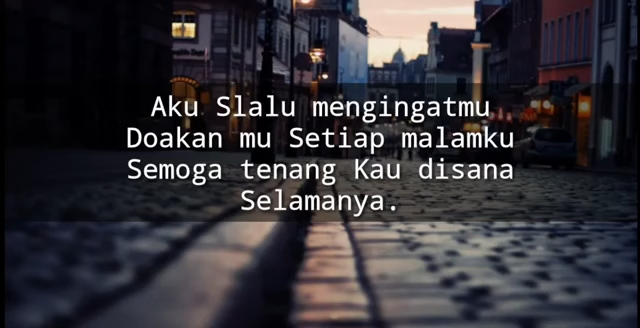 Aku Slalu mengingatmu
Doakan mu Setiap malamku
Semoga tenang Kau disana
Selamanya.